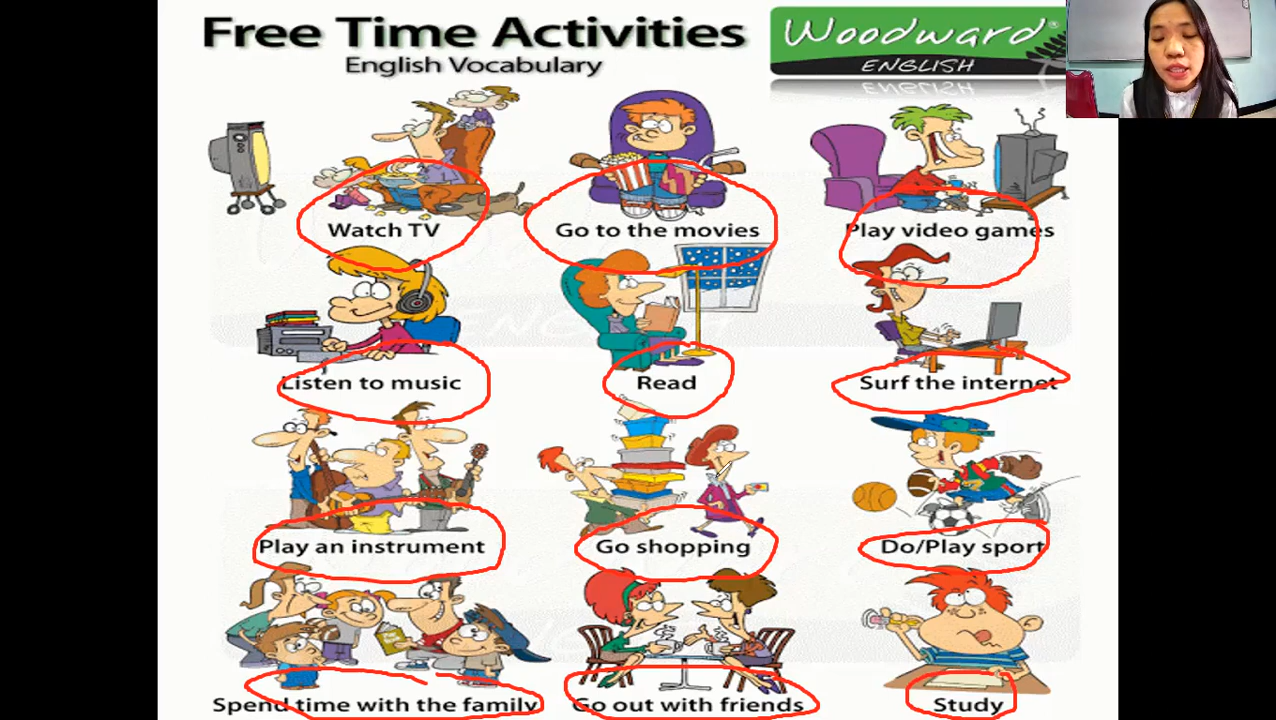 Free Time Activities
English Vocabulary
Woodward®
ENGLISH
Watch TV
Go to the movies
Play video games
Listen to music
Read
Surf the internet
Play an instrument
Go shopping
Do/Play sport
Spend time with the family
Go out with friends
Study